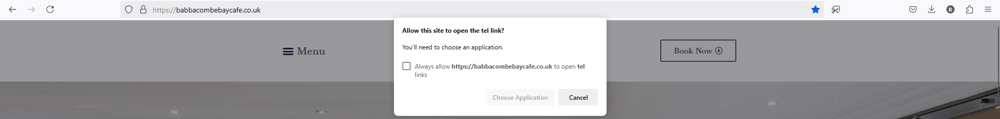 https://babbacombebaycafe.co.uk
B
Allow this site to open the tel link?
You’ll need to choose an application.
Menu
Book Now
Always allow https://babbacombebaycafe.co.uk to open tel
links
Choose Application
Cancel